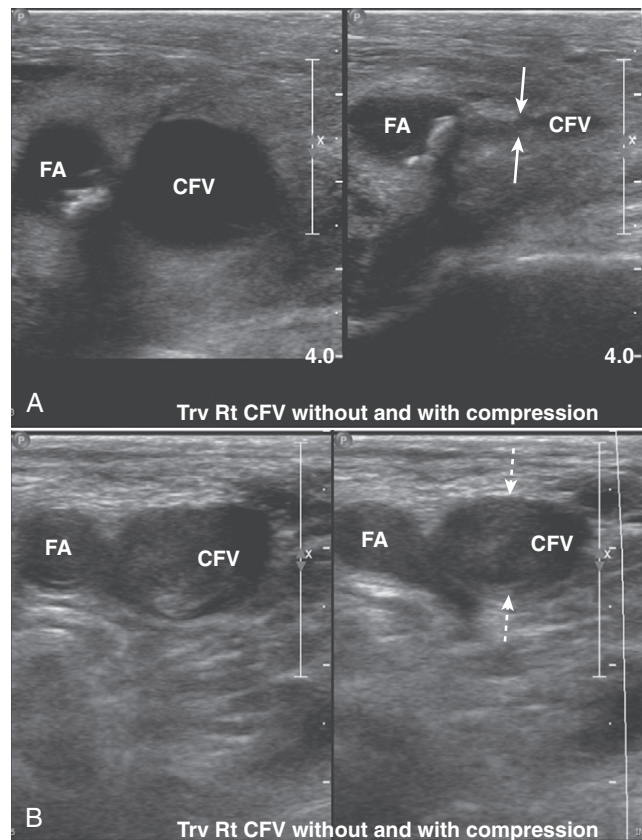 P
P
FA
CFV
x
4.0
FA
CFV
x
4.0
A
Trv Rt CFV without and with compression
P
P
FA
CFV
x
FA
CFV
x
B
Trv Rt CFV without and with compression